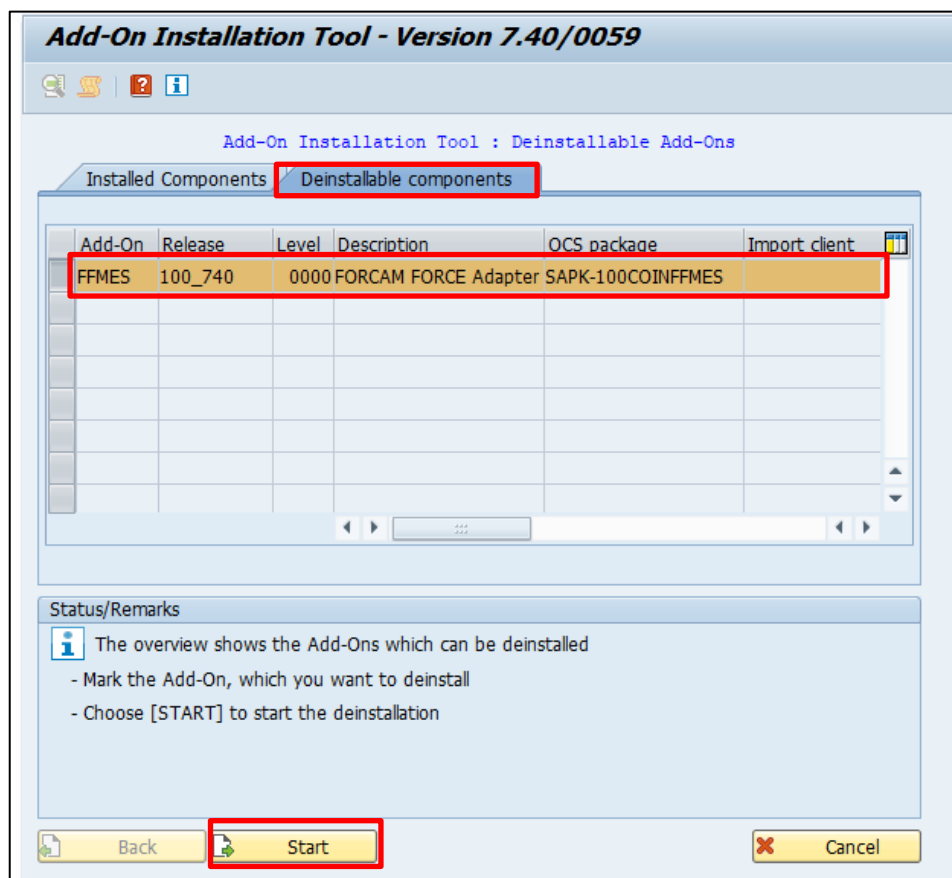 Add-On Installation Tool - Version 7.40/0059
Add-On Installation Tool : Deinstallable Add-Ons
Installed Components Deinstallable components
Add-On Release Level Description OCS package Import client
FFMES 100_740 0000 FORCAM FORCE Adapter SAPK-100COINFFMES
Status/Remarks
The overview shows the Add-Ons which can be deinstalled
- Mark the Add-On, which you want to deinstall
- Choose [START] to start the deinstallation
Back Start Cancel